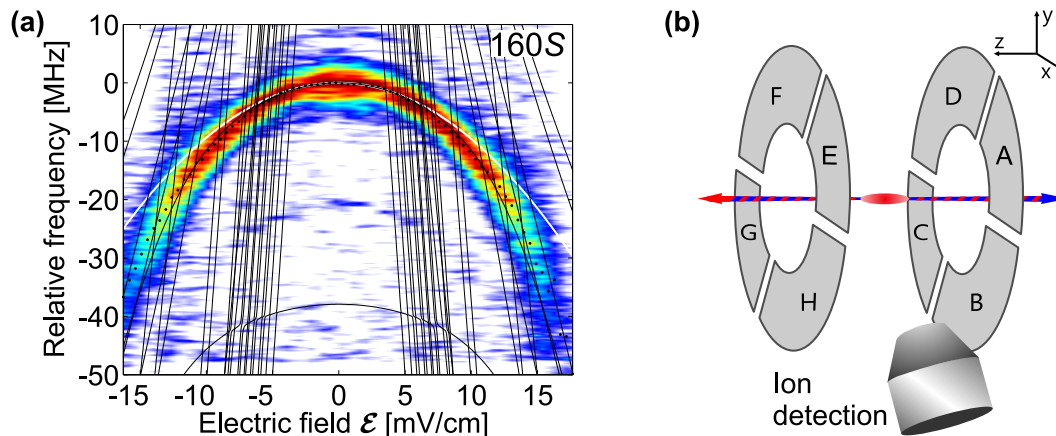 (a)
160S
Relative frequency [MHz]
10
0
-10
-20
-30
-40
-50
-15 -10 -5 0 5 10 15
Electric field ℰ [mV/cm]
(b)
y
z
x
F
D
E
A
G
C
H
B
Ion
detection